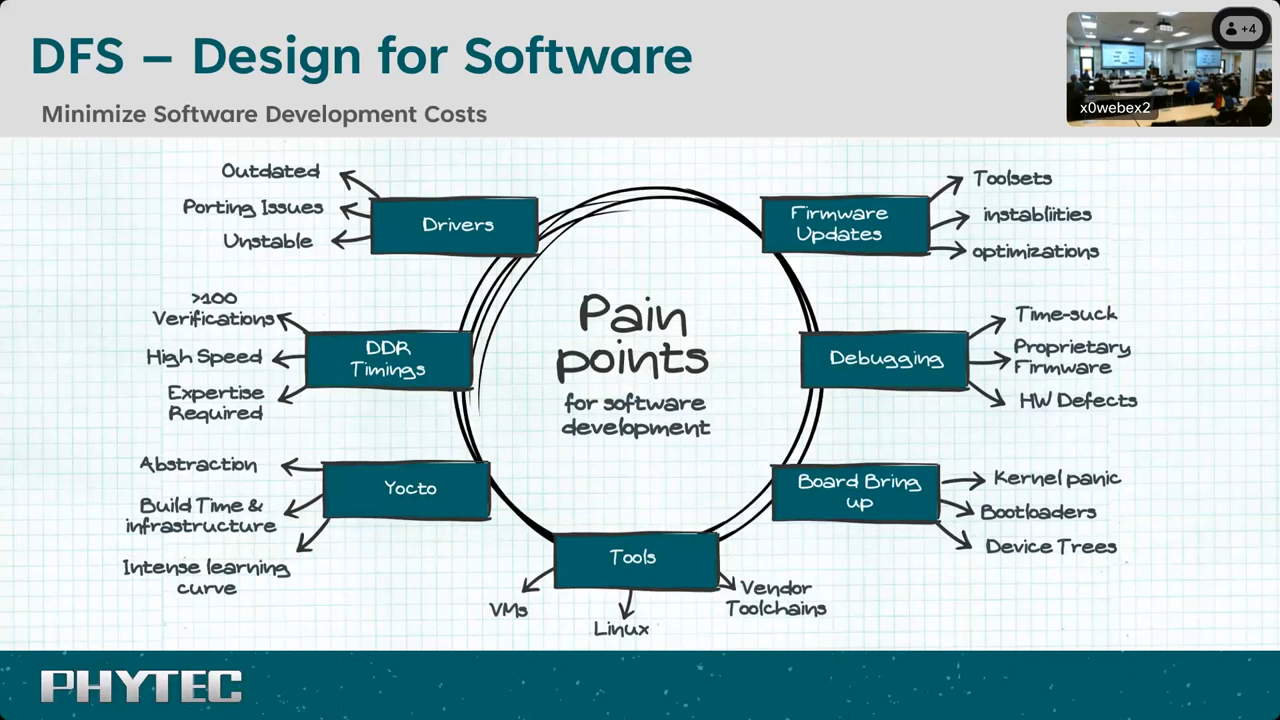 DFS – Design for Software
Minimize Software Development Costs
+4
x0webex2
Outdated
Porting Issues
Unstable
Drivers
Firmware
Updates
Toolsets
instabliities
optimizations
>100
Verifications
High Speed
Expertise
Required
DDR
Timings
Pain
points
for software
development
Debugging
Time-suck
Proprietary
Firmware
HW Defects
Abstraction
Build Time &
infrastructure
Intense learning
curve
Yocto
Board Bring
up
Kernel panic
Bootloaders
Device Trees
Tools
VMs
Linux
Vendor
Toolchains
PHYTEC